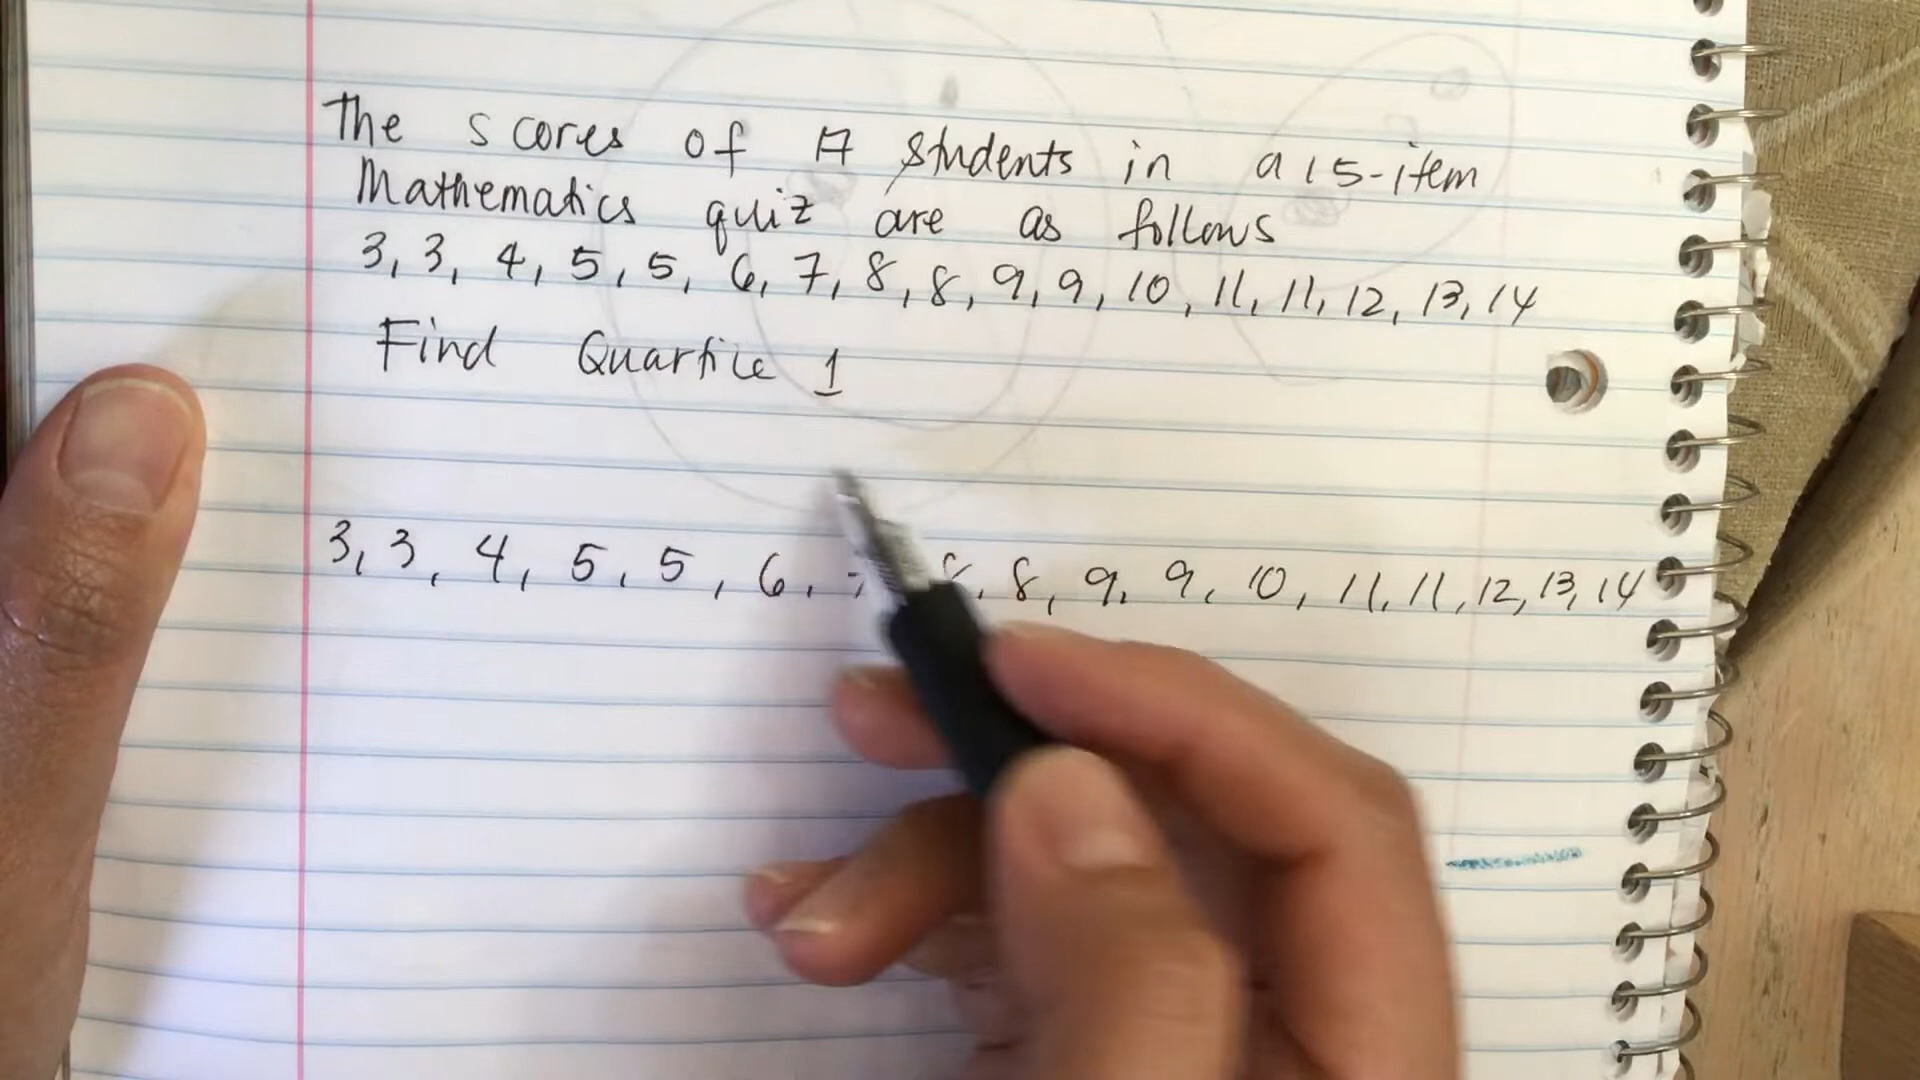 The scores of 17 students in a 15-item
Mathematics quiz are as follows
3, 3, 4, 5, 5, 6, 7, 8, 8, 9, 9, 10, 11, 11, 12, 13, 14
Find Quartile 1
3, 3, 4, 5, 5, 6, 7, 8, 8, 9, 9, 10, 11, 11, 12, 13, 14